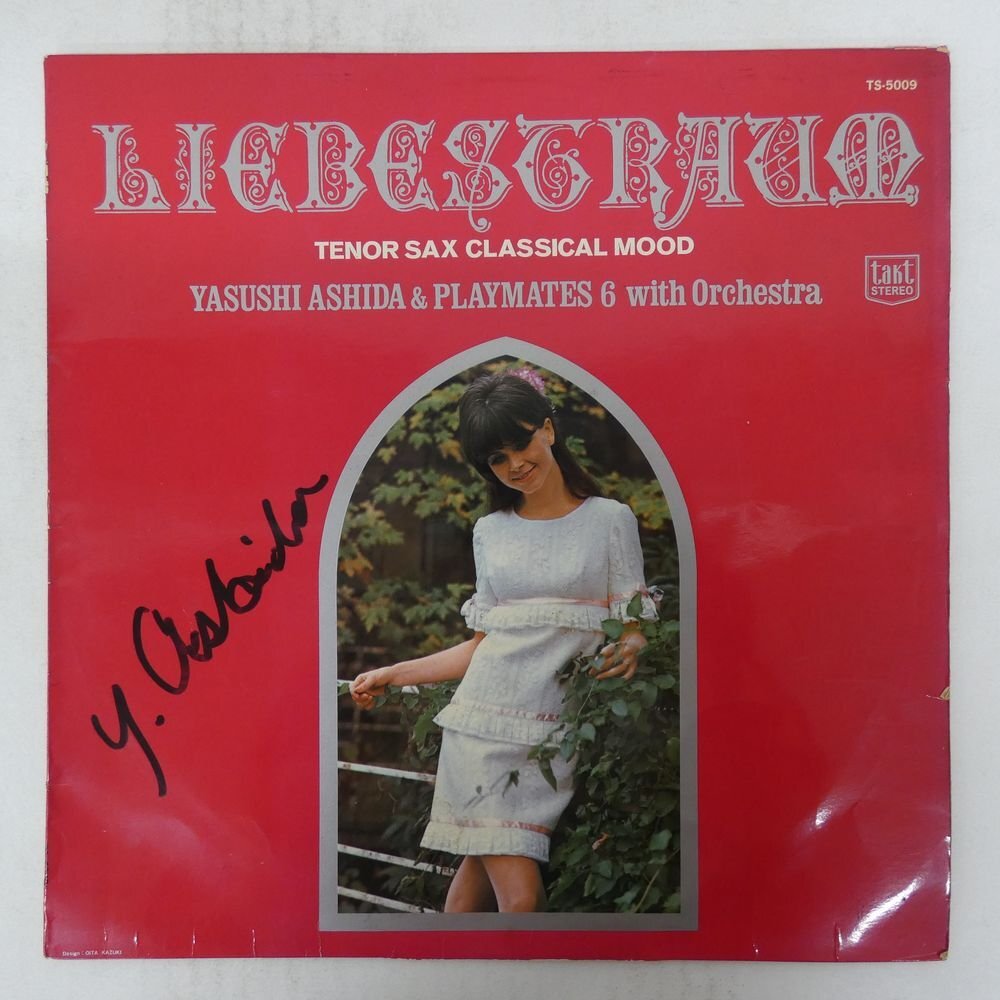 TS-5009
LIEBESTRAUM
TENOR SAX CLASSICAL MOOD
YASUSHI ASHIDA & PLAYMATES 6 with Orchestra
takt
STEREO
Y. Ashida
Design : OITA KAZUKI